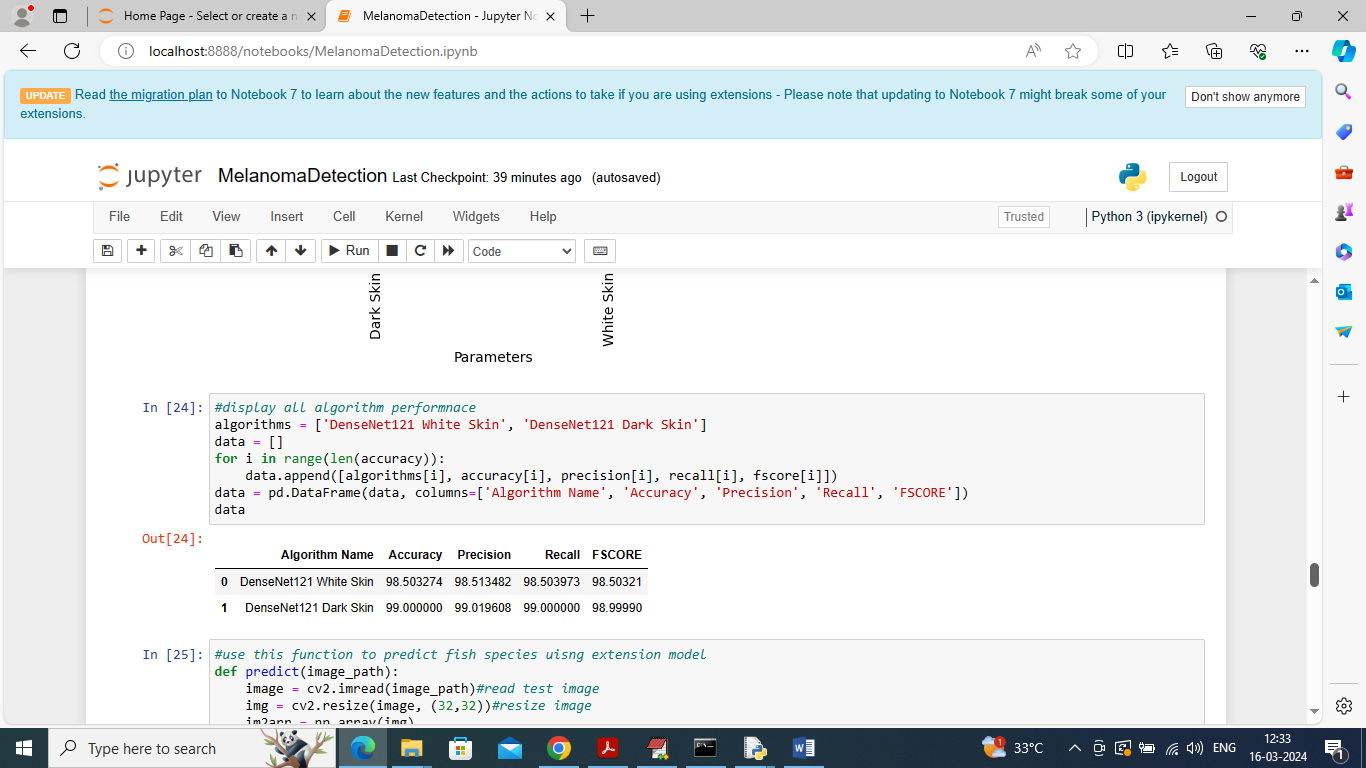 Home Page - Select or create a n
MelanomaDetection - Jupyter No
localhost:8888/notebooks/MelanomaDetection.ipynb
UPDATE Read the migration plan to Notebook 7 to learn about the new features and the actions to take if you are using extensions - Please note that updating to Notebook 7 might break some of your
extensions.
Don't show anymore
jupyter MelanomaDetection Last Checkpoint: 39 minutes ago (autosaved)
Logout
File Edit View Insert Cell Kernel Widgets Help
Trusted
Python 3 (ipykernel)
Run
Code
Dark Skin
White Skin
Parameters
In [24]:
#display all algorithm performnace
algorithms = ['DenseNet121 White Skin', 'DenseNet121 Dark Skin']
data = []
for i in range(len(accuracy)):
    data.append([algorithms[i], accuracy[i], precision[i], recall[i], fscore[i]])
data = pd.DataFrame(data, columns=['Algorithm Name', 'Accuracy', 'Precision', 'Recall', 'FSCORE'])
data
Out[24]:
Algorithm Name Accuracy Precision Recall FSCORE
0 DenseNet121 White Skin 98.503274 98.513482 98.503973 98.50321
1 DenseNet121 Dark Skin 99.000000 99.019608 99.000000 98.99990
In [25]:
#use this function to predict fish species uisng extension model
def predict(image_path):
    image = cv2.imread(image_path)#read test image
    img = cv2.resize(image, (32,32))#resize image
    im2arr = np.array(img)
Type here to search
33°C
ENG
12:33
16-03-2024